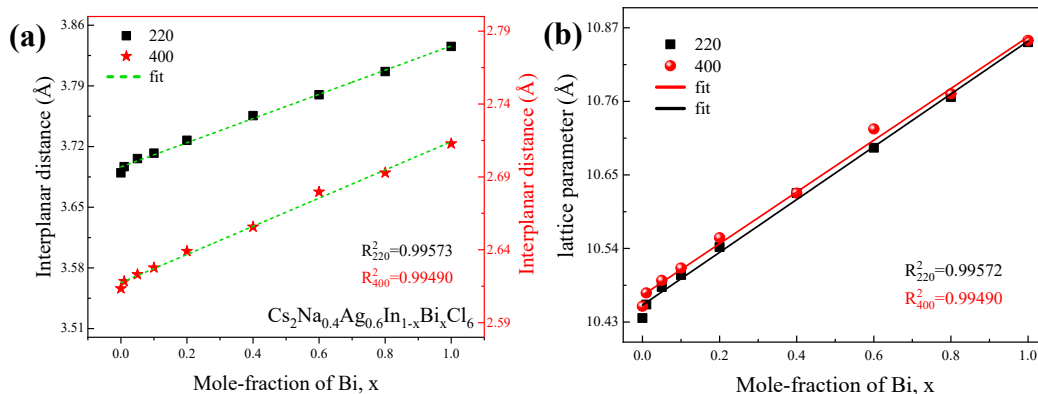 (a)
220
400
fit
3.86
3.79
3.72
3.65
3.58
3.51
Interplanar distance (Å)
2.79
2.74
2.69
2.64
2.59
Interplanar distance (Å)
R²₂₂₀=0.99573
R²₄₀₀=0.99490
Cs₂Na₀.₄Ag₀.₆In₁₋ₓBiₓCl₆
0.0 0.2 0.4 0.6 0.8 1.0
Mole-fraction of Bi, x
(b)
220
400
fit
fit
10.87
10.76
10.65
10.54
10.43
lattice parameter (Å)
R²₂₂₀=0.99572
R²₄₀₀=0.99490
0.0 0.2 0.4 0.6 0.8 1.0
Mole-fraction of Bi, x